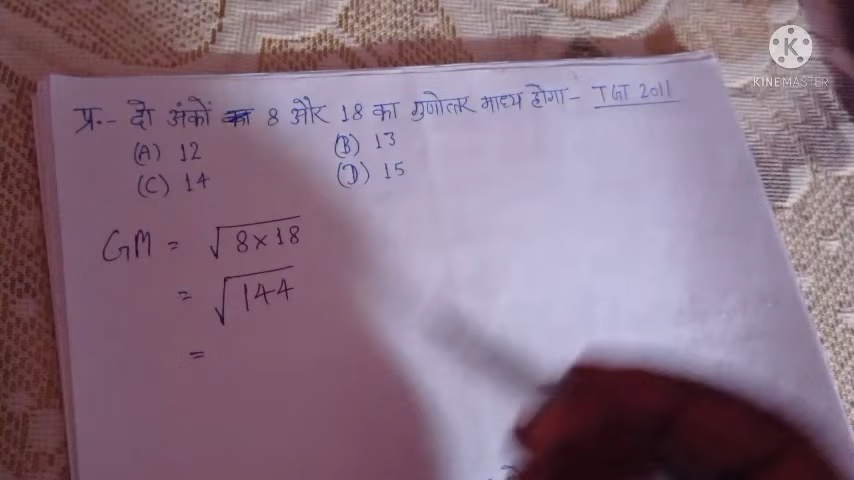 प्र.- दो अंकों का 8 और 18 का गुणोत्तर माध्य होगा- TGT 2011
(A) 12 (B) 13
(C) 14 (D) 15
GM = √8×18
= √144
=
KINEMASTER